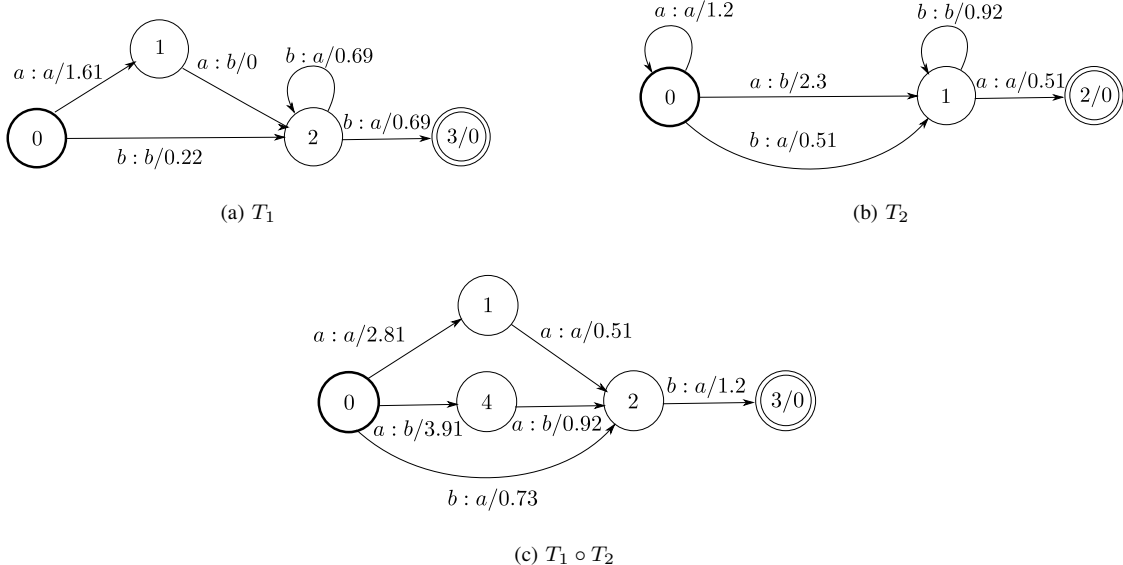 a : a/1.2
b : b/0.92
1
a : a/1.61
a : b/0
b : a/0.69
0
2
b : a/0.69
3/0
b : b/0.22
0
a : b/2.3
1
a : a/0.51
2/0
b : a/0.51
(a) T1
(b) T2
1
a : a/2.81
a : a/0.51
0
4
2
b : a/1.2
3/0
a : b/3.91
a : b/0.92
b : a/0.73
(c) T1 ∘ T2